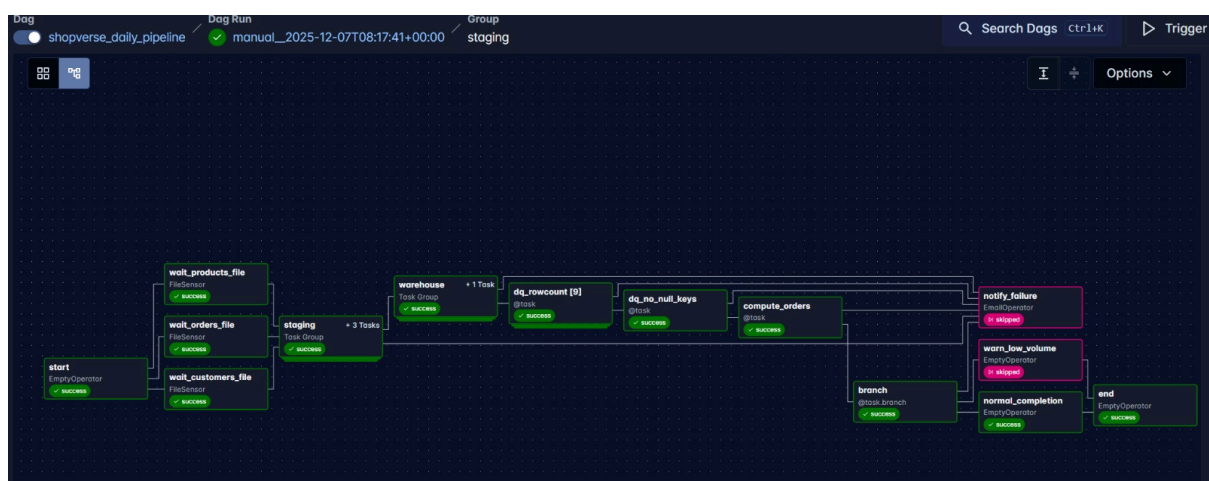 Dag
Dag Run
Group
shopverse_daily_pipeline
manual__2025-12-07T08:17:41+00:00
staging
Search Dags Ctrl+K
Trigger
Options
wait_products_file
FileSensor
success
wait_orders_file
FileSensor
success
wait_customers_file
FileSensor
success
start
EmptyOperator
success
staging + 3 Tasks
Task Group
success
warehouse + 1 Task
Task Group
success
dq_rowcount [9]
@task
success
dq_no_null_keys
@task
success
compute_orders
@task
success
branch
@task.branch
success
notify_failure
EmailOperator
skipped
warn_low_volume
EmptyOperator
skipped
normal_completion
EmptyOperator
success
end
EmptyOperator
success